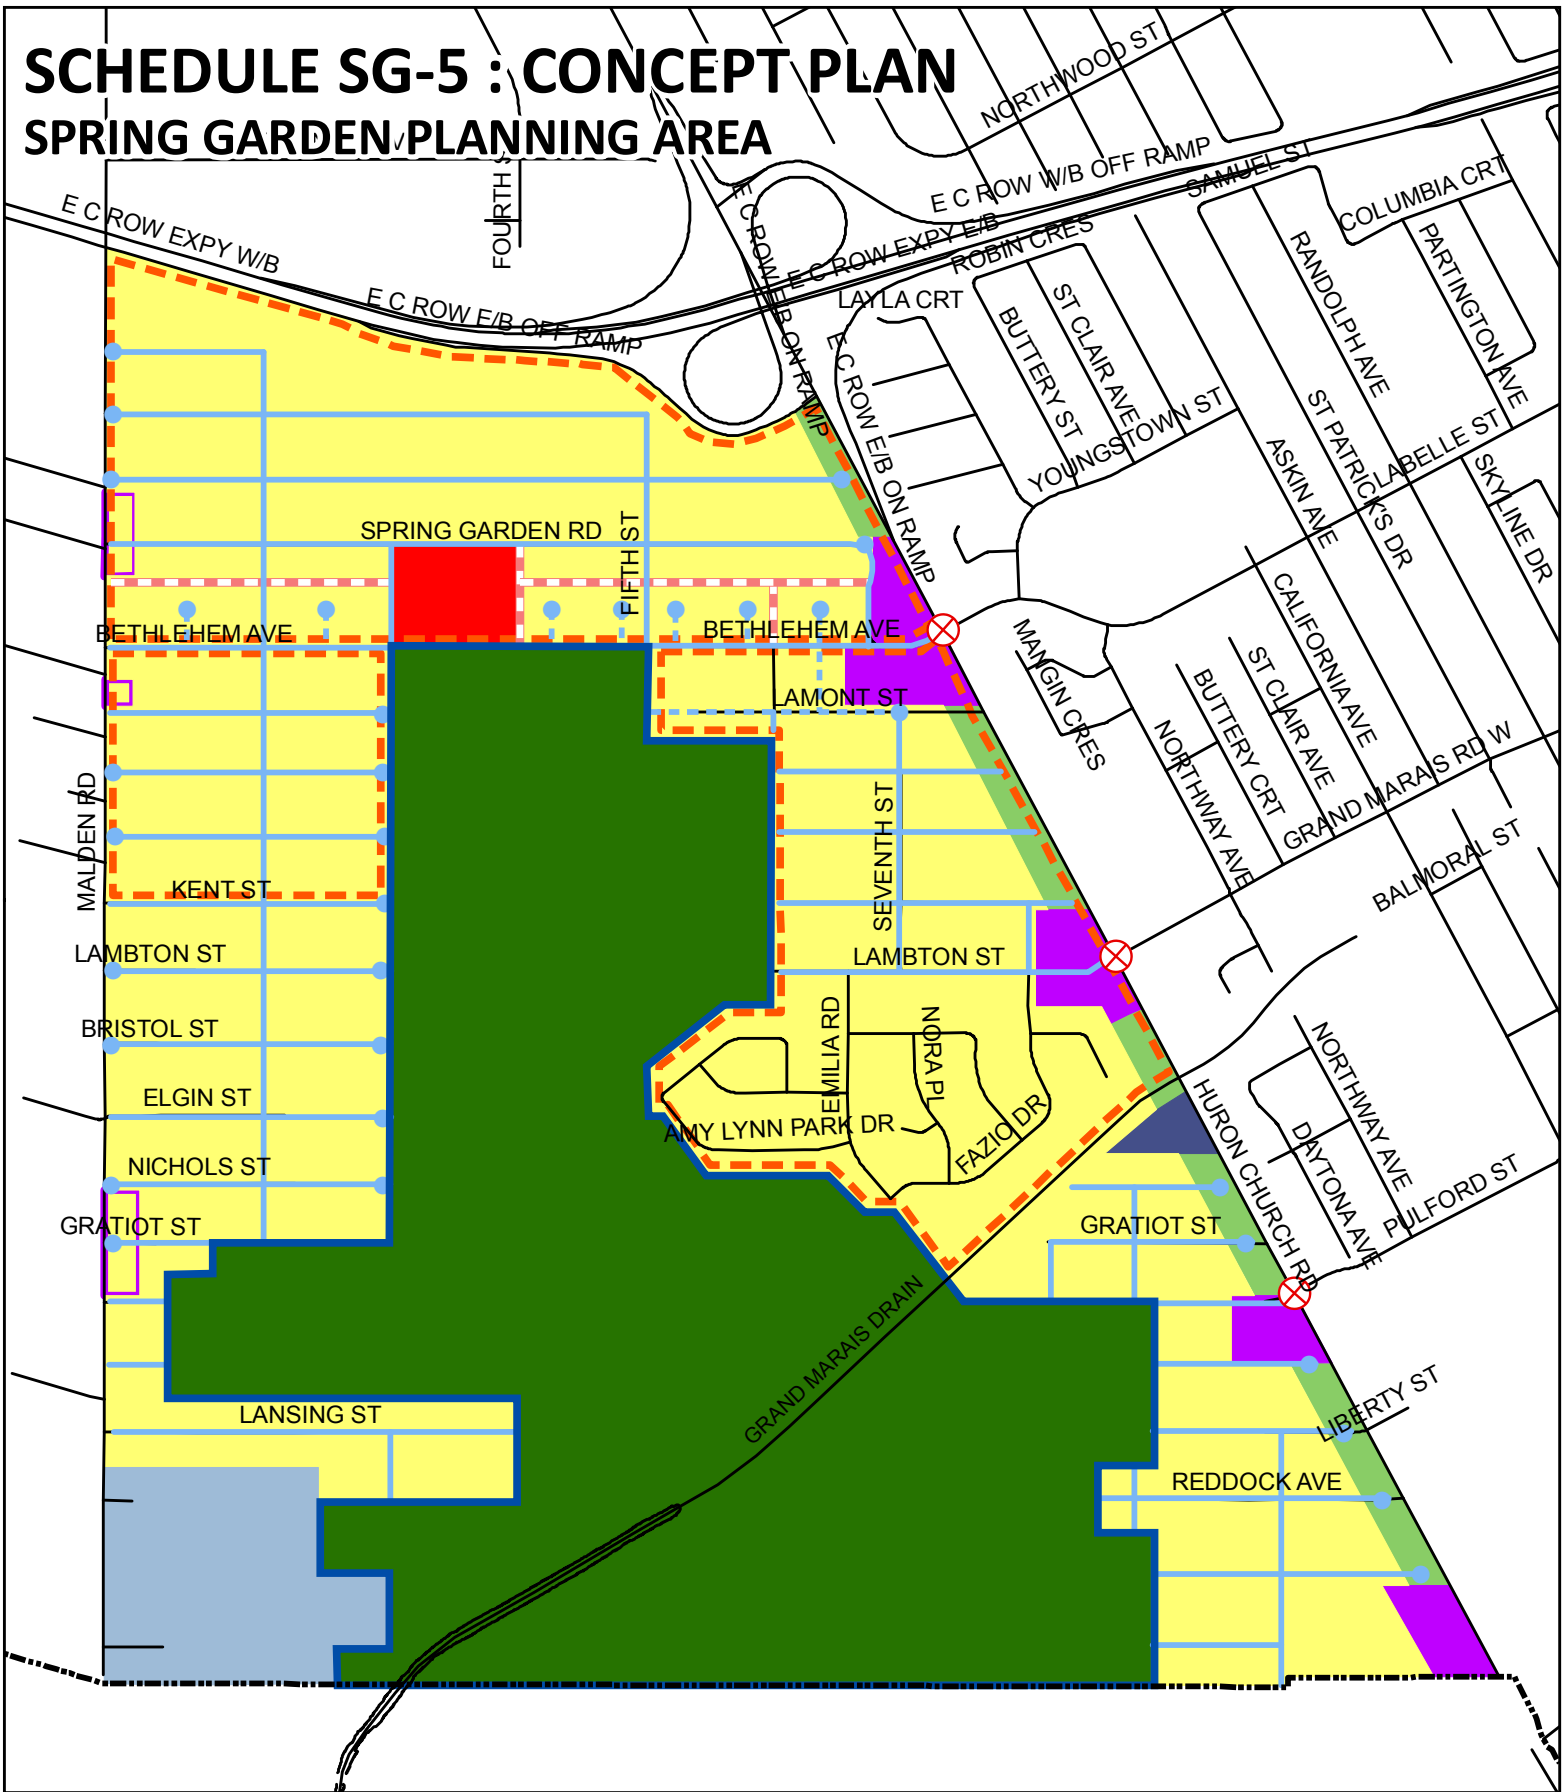 SCHEDULE SG-5 : CONCEPT PLAN
SPRING GARDEN PLANNING AREA
NORTHWOOD ST
E C ROW W/B OFF RAMP
SAMUEL ST
COLUMBIA CRT
FOURTH S
E C ROW EXPY W/B
E C ROW E/B ON RAMP
E C ROW EXPY E/B
ROBIN CRES
RANDOLPH AVE
PARTINGTON AVE
E C ROW E/B OFF RAMP
LAYLA CRT
BUTTERY ST
ST CLAIR AVE
E C ROW E/B ON RAMP
YOUNGSTOWN ST
ST PATRICK'S DR
LABELLE ST
ASKIN AVE
SKYLINE DR
SPRING GARDEN RD
FIFTH ST
CALIFORNIA AVE
BETHLEHEM AVE
BETHLEHEM AVE
MANGIN CRES
ST CLAIR AVE
BUTTERY CRT
LAMONT ST
NORTHWAY AVE
GRAND MARAIS RD W
MALDEN RD
SEVENTH ST
BALMORAL ST
KENT ST
LAMBTON ST
LAMBTON ST
BRISTOL ST
EMILIA RD
NORA PL
NORTHWAY AVE
ELGIN ST
AMY LYNN PARK DR
FAZIO DR
HURON CHURCH RD
DAYTONA AVE
NICHOLS ST
PULFORD ST
GRATIOT ST
GRATIOT ST
GRAND MARAIS DRAIN
LANSING ST
LIBERTY ST
REDDOCK AVE